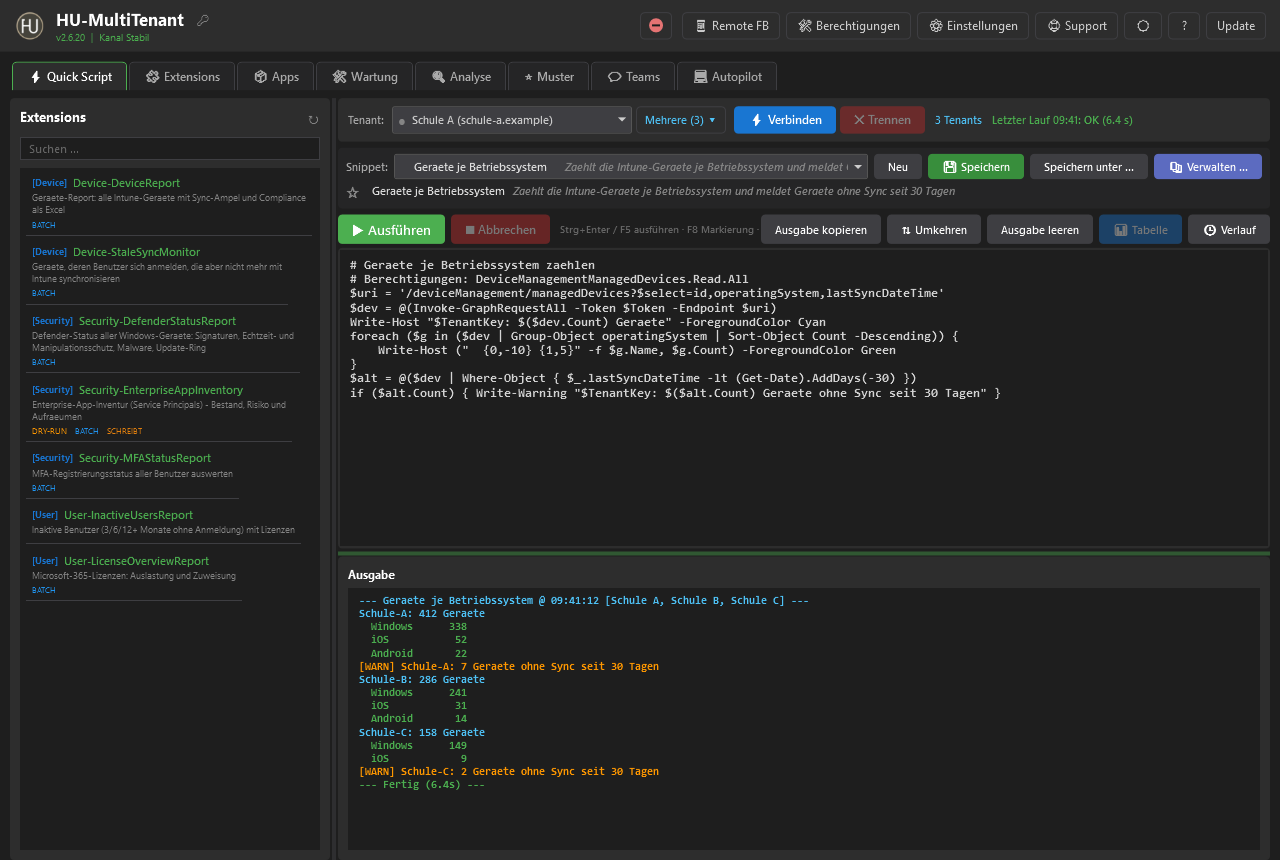 HU
HU-MultiTenant
v2.6.20 | Kanal Stabil
Remote FB
Berechtigungen
Einstellungen
Support
?
Update
Quick Script
Extensions
Apps
Wartung
Analyse
Muster
Teams
Autopilot
Extensions
Suchen ...
[Device] Device-DeviceReport
Geraete-Report: alle Intune-Geraete mit Sync-Ampel und Compliance
als Excel
BATCH
[Device] Device-StaleSyncMonitor
Geraete, deren Benutzer sich anmelden, die aber nicht mehr mit
Intune synchronisieren
BATCH
[Security] Security-DefenderStatusReport
Defender-Status aller Windows-Geraete: Signaturen, Echtzeit- und
Manipulationsschutz, Malware, Update-Ring
BATCH
[Security] Security-EnterpriseAppInventory
Enterprise-App-Inventur (Service Principals) - Bestand, Risiko und
Aufraeumen
DRY-RUN BATCH SCHREIBT
[Security] Security-MFAStatusReport
MFA-Registrierungsstatus aller Benutzer auswerten
BATCH
[User] User-InactiveUsersReport
Inaktive Benutzer (3/6/12+ Monate ohne Anmeldung) mit Lizenzen
[User] User-LicenseOverviewReport
Microsoft-365-Lizenzen: Auslastung und Zuweisung
BATCH
Tenant: Schule A (schule-a.example) Mehrere (3) Verbinden Trennen 3 Tenants Letzter Lauf 09:41: OK (6.4 s)
Snippet: Geraete je Betriebssystem Zaehlt die Intune-Geraete je Betriebssystem und meldet Neu Speichern Speichern unter ... Verwalten ...
Geraete je Betriebssystem Zaehlt die Intune-Geraete je Betriebssystem und meldet Geraete ohne Sync seit 30 Tagen
Ausführen Abbrechen Strg+Enter / F5 ausführen · F8 Markierung · Ausgabe kopieren Umkehren Ausgabe leeren Tabelle Verlauf
# Geraete je Betriebssystem zaehlen
# Berechtigungen: DeviceManagementManagedDevices.Read.All
$uri = '/deviceManagement/managedDevices?$select=id,operatingSystem,lastSyncDateTime'
$dev = @(Invoke-GraphRequestAll -Token $Token -Endpoint $uri)
Write-Host "$TenantKey: $($dev.Count) Geraete" -ForegroundColor Cyan
foreach ($g in ($dev | Group-Object operatingSystem | Sort-Object Count -Descending)) {
    Write-Host ("  {0,-10} {1,5}" -f $g.Name, $g.Count) -ForegroundColor Green
}
$alt = @($dev | Where-Object { $_.lastSyncDateTime -lt (Get-Date).AddDays(-30) })
if ($alt.Count) { Write-Warning "$TenantKey: $($alt.Count) Geraete ohne Sync seit 30 Tagen" }
Ausgabe
--- Geraete je Betriebssystem @ 09:41:12 [Schule A, Schule B, Schule C] ---
Schule-A: 412 Geraete
Windows 338
iOS 52
Android 22
[WARN] Schule-A: 7 Geraete ohne Sync seit 30 Tagen
Schule-B: 286 Geraete
Windows 241
iOS 31
Android 14
Schule-C: 158 Geraete
Windows 149
iOS 9
[WARN] Schule-C: 2 Geraete ohne Sync seit 30 Tagen
--- Fertig (6.4s) ---